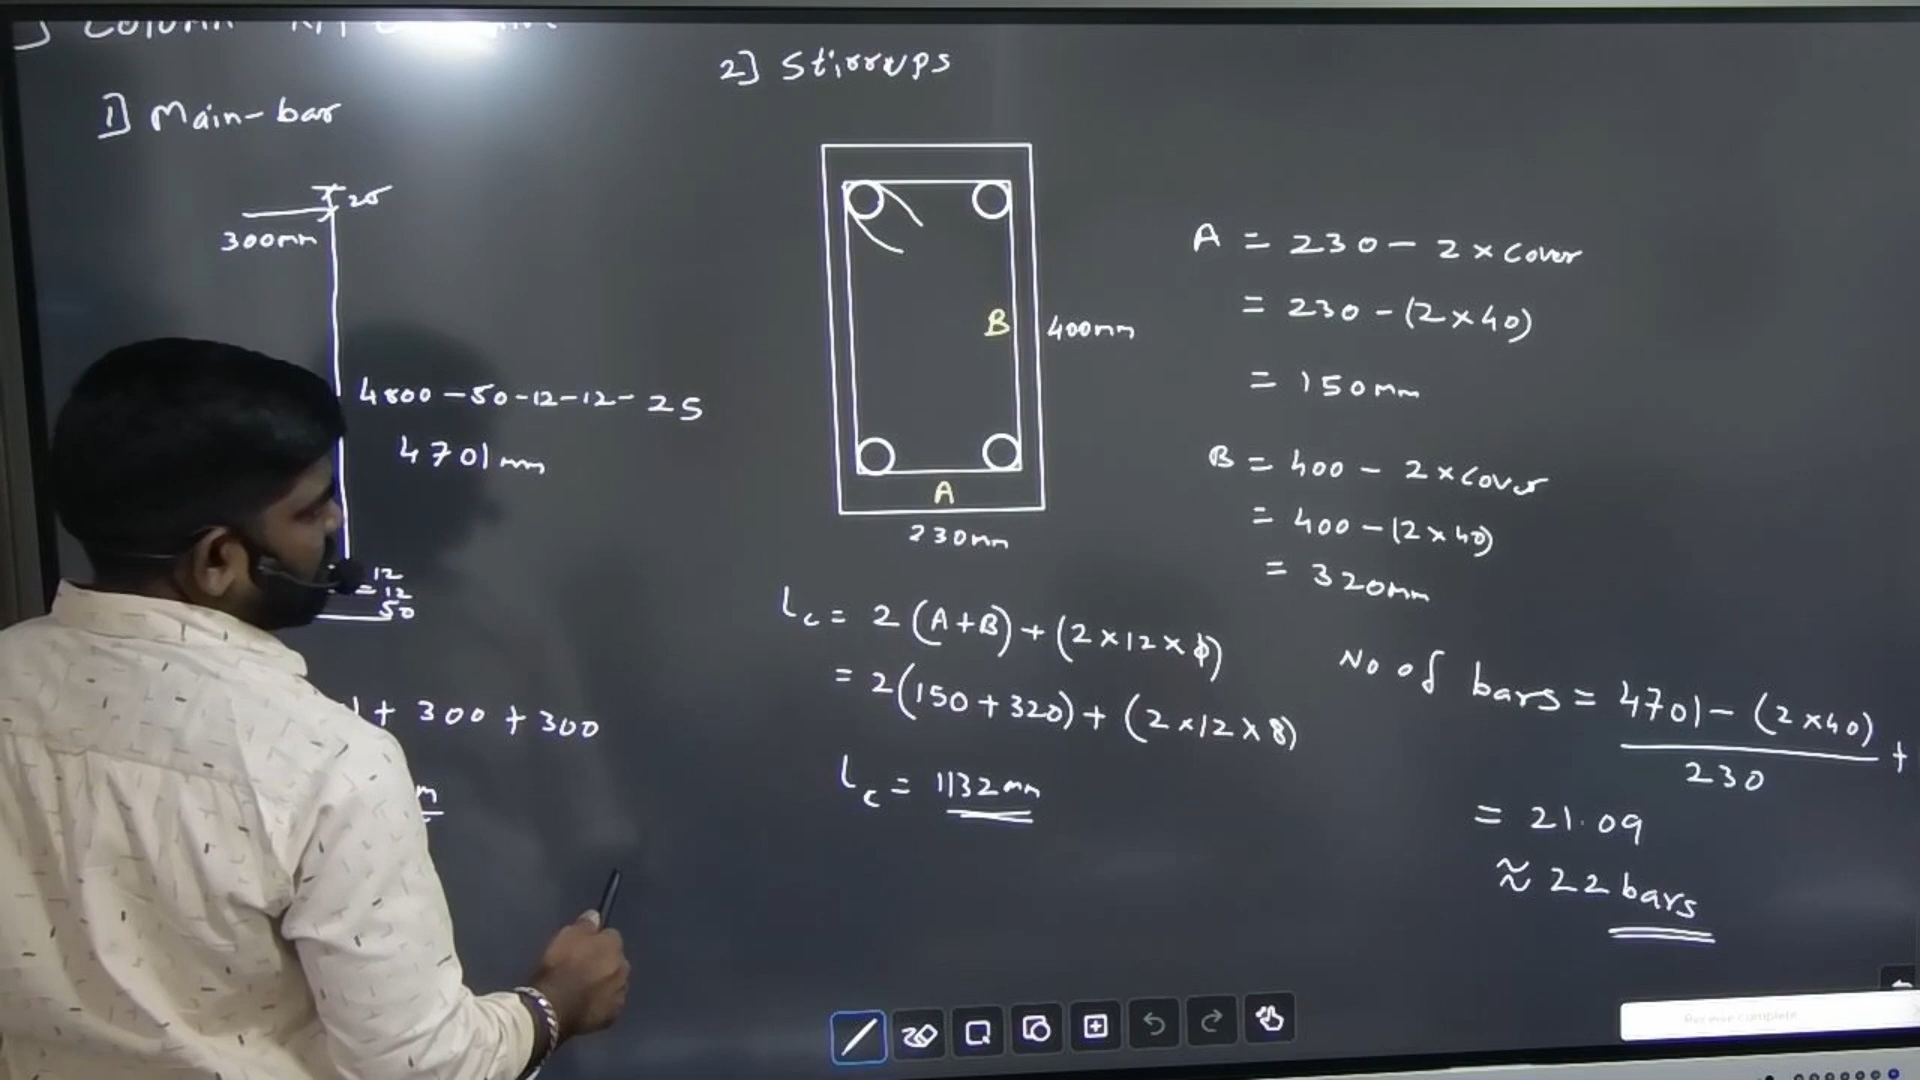 Column
1] Main-bar
25
300mm
4800 - 50 - 12 - 12 - 25
4701mm
12
= 12
50
+ 300 + 300
m
2] Stirrups
B
400mm
A
230mm
Lc = 2 (A+B) + (2 × 12 × ϕ)
= 2(150 + 320) + (2 × 12 × 8)
Lc = 1132mm
A = 230 - 2 × cover
= 230 - (2 × 40)
= 150mm
B = 400 - 2 × cover
= 400 - (2 × 40)
= 320mm
No of bars = 4701 - (2 × 40) +
230
= 21.09
≈ 22 bars